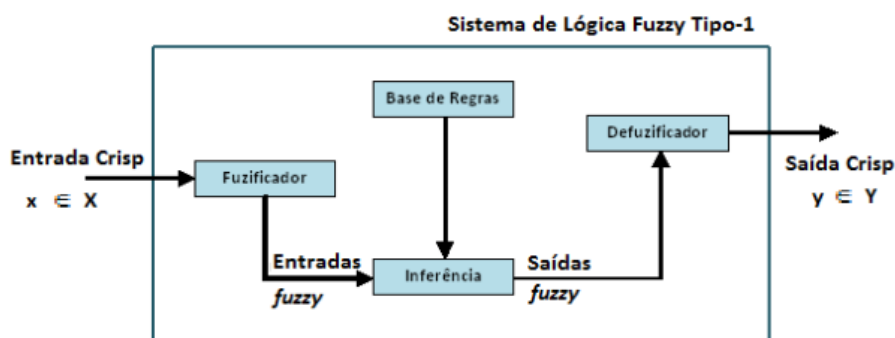 Sistema de Lógica Fuzzy Tipo-1
Base de Regras
Defuzificador
Entrada Crisp
x ∈ X
Fuzificador
Saída Crisp
y ∈ Y
Entradas
fuzzy
Inferência
Saídas
fuzzy